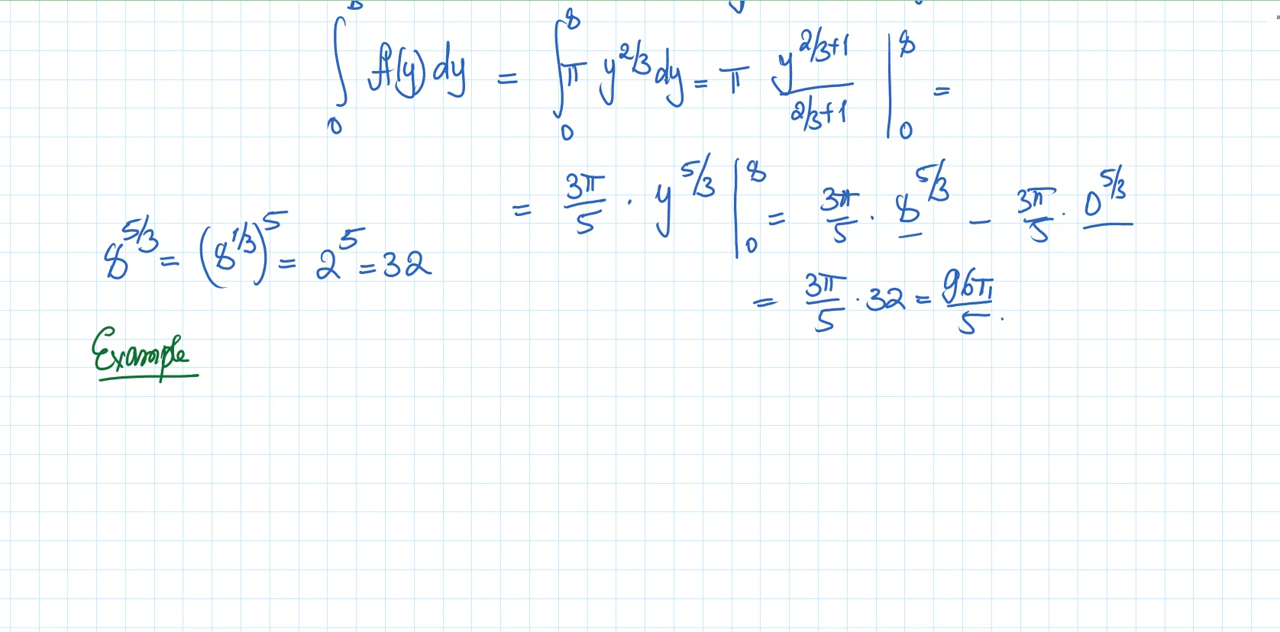 ∫₀⁸ A(y) dy = ∫₀⁸ π y^{2/3} dy = π y^{2/3+1} / (2/3+1) |₀⁸ =
= 3π/5 · y^{5/3} |₀⁸ = 3π/5 · 8^{5/3} − 3π/5 · 0^{5/3}
8^{5/3} = (8^{1/3})^5 = 2^5 = 32
= 3π/5 · 32 = 96π/5.
Example